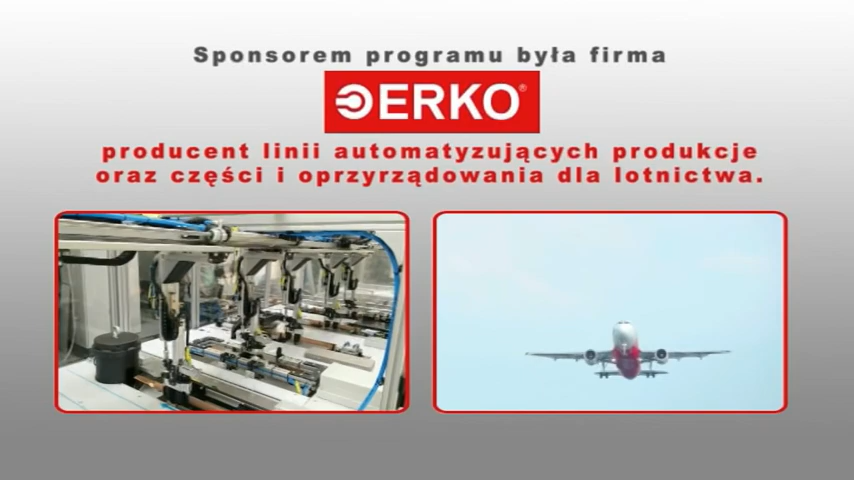 Sponsorem programu była firma
ERKO®
producent linii automatyzujących produkcje
oraz części i oprzyrządowania dla lotnictwa.